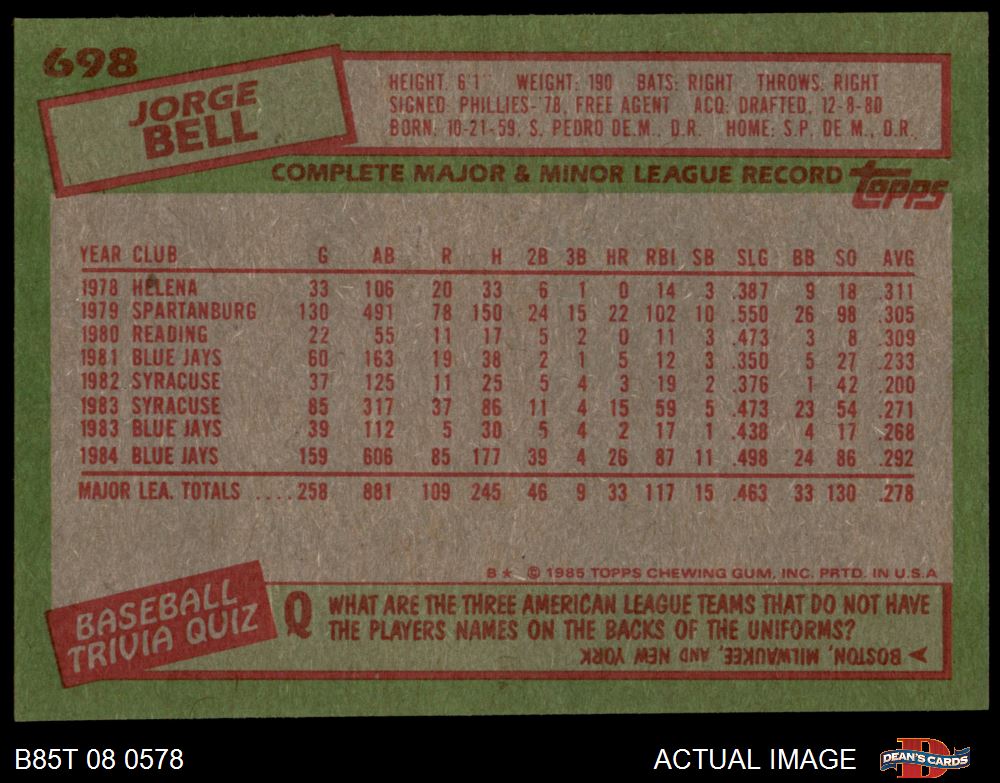 698
JORGE
BELL
HEIGHT: 6'1" WEIGHT: 190 BATS: RIGHT THROWS: RIGHT
SIGNED: PHILLIES-'78, FREE AGENT ACQ: DRAFTED, 12-8-80
BORN: 10-21-59, S. PEDRO DE.M., D.R. HOME: S.P. DE M., D.R.
COMPLETE MAJOR & MINOR LEAGUE RECORD topps
YEAR CLUB G AB R H 2B 3B HR RBI SB SLG BB SO AVG
1978 HELENA 33 106 20 33 6 1 0 14 3 .387 9 18 .311
1979 SPARTANBURG 130 491 78 150 24 15 22 102 10 .550 26 98 .305
1980 READING 22 55 11 17 5 2 0 11 3 .473 3 8 .309
1981 BLUE JAYS 60 163 19 38 2 1 5 12 3 .350 5 27 .233
1982 SYRACUSE 37 125 11 25 5 4 3 19 2 .376 1 42 .200
1983 SYRACUSE 85 317 37 86 11 4 15 59 5 .473 23 54 .271
1983 BLUE JAYS 39 112 5 30 5 4 2 17 1 .438 4 17 .268
1984 BLUE JAYS 159 606 85 177 39 4 26 87 11 .498 24 86 .292
MAJOR LEA. TOTALS ....258 881 109 245 46 9 33 117 15 .463 33 130 .278
B* © 1985 TOPPS CHEWING GUM, INC. PRTD. IN U.S.A
BASEBALL
TRIVIA QUIZ
Q WHAT ARE THE THREE AMERICAN LEAGUE TEAMS THAT DO NOT HAVE
THE PLAYERS NAMES ON THE BACKS OF THE UNIFORMS?
BOSTON, MILWAUKEE, AND NEW YORK
B85T 08 0578
ACTUAL IMAGE
DEAN'S CARDS